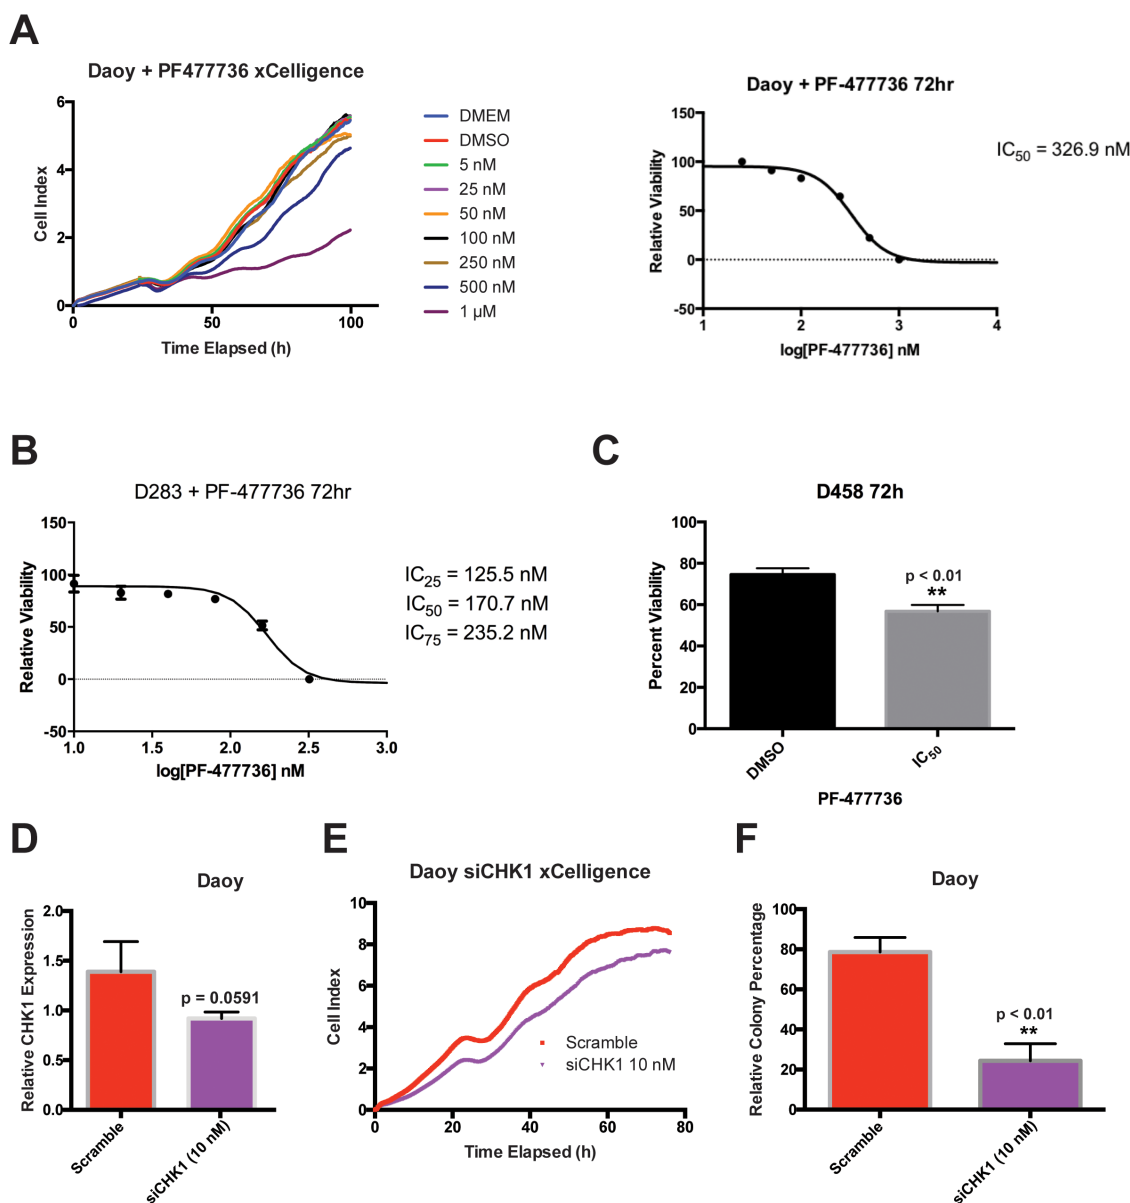 A
Daoy + PF477736 xCelligence
6
4
2
0
Cell Index
0
50
100
Time Elapsed (h)
DMEM
DMSO
5 nM
25 nM
50 nM
100 nM
250 nM
500 nM
1 µM
Daoy + PF-477736 72hr
150
100
50
0
-50
Relative Viability
1
2
3
4
log[PF-477736] nM
IC50 = 326.9 nM
B
D283 + PF-477736 72hr
150
100
50
0
-50
Relative Viability
1.0
1.5
2.0
2.5
3.0
log[PF-477736] nM
IC25 = 125.5 nM
IC50 = 170.7 nM
IC75 = 235.2 nM
C
D458 72h
100
80
60
40
20
0
Percent Viability
p < 0.01
**
DMSO
IC50
PF-477736
D
Daoy
2.0
1.5
1.0
0.5
0.0
Relative CHK1 Expression
p = 0.0591
Scramble
siCHK1 (10 nM)
E
Daoy siCHK1 xCelligence
10
8
6
4
2
0
Cell Index
Scramble
siCHK1 10 nM
0
20
40
60
80
Time Elapsed (h)
F
Daoy
100
80
60
40
20
0
Relative Colony Percentage
p < 0.01
**
Scramble
siCHK1 (10 nM)